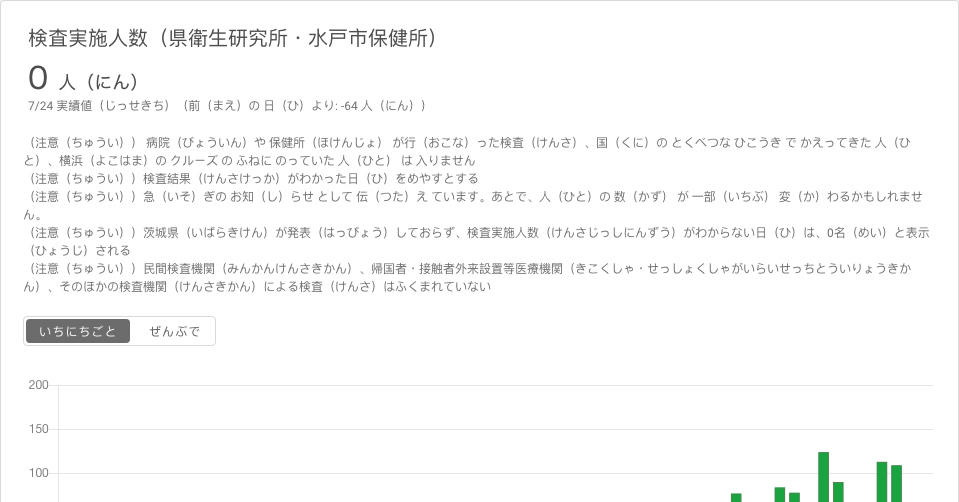 検査実施人数（県衛生研究所・水戸市保健所）
0 人（にん）
7/24 実績値（じっせきち）（前（まえ）の 日（ひ）より: -64 人（にん））
（注意（ちゅうい）） 病院（びょういん）や 保健所（ほけんじょ） が行（おこな）った検査（けんさ）、国（くに）の とくべつな ひこうき で かえってきた 人（ひ
と）、横浜（よこはま）の クルーズ の ふねに のっていた 人（ひと） は 入りません
（注意（ちゅうい））検査結果（けんさけっか）がわかった日（ひ）をめやすとする
（注意（ちゅうい））急（いそ）ぎの お知（し）らせ として 伝（つた）え ています。あとで、人（ひと）の 数（かず） が 一部（いちぶ） 変（か）わるかもしれませ
ん。
（注意（ちゅうい））茨城県（いばらきけん）が発表（はっぴょう）しておらず、検査実施人数（けんさじっしにんずう）がわからない日（ひ）は、0名（めい）と表示
（ひょうじ）される
（注意（ちゅうい））民間検査機関（みんかんけんさきかん）、帰国者・接触者外来設置等医療機関（きこくしゃ・せっしょくしゃがいらいせっちとういりょうきか
ん）、そのほかの検査機関（けんさきかん）による検査（けんさ）はふくまれていない
いちにちごと ぜんぶで
200
150
100